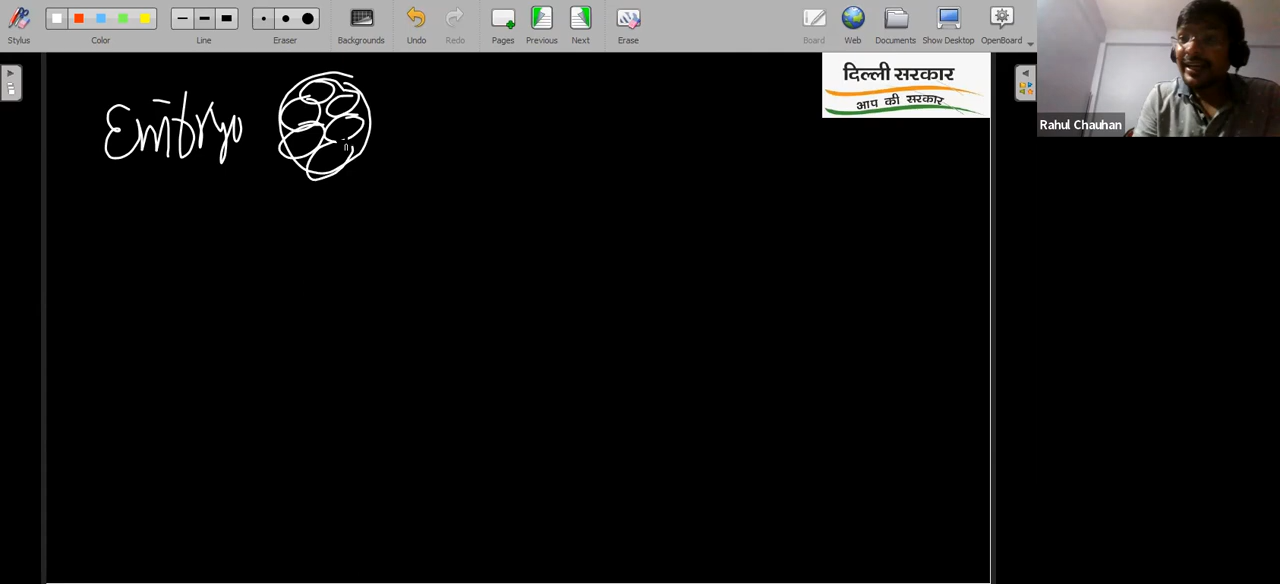 Stylus
Color
Line
Eraser
Backgrounds
Undo
Redo
Pages
Previous
Next
Erase
Board
Web
Documents
Show Desktop
OpenBoard
Rahul Chauhan
दिल्ली सरकार
आप की सरकार
Embryo